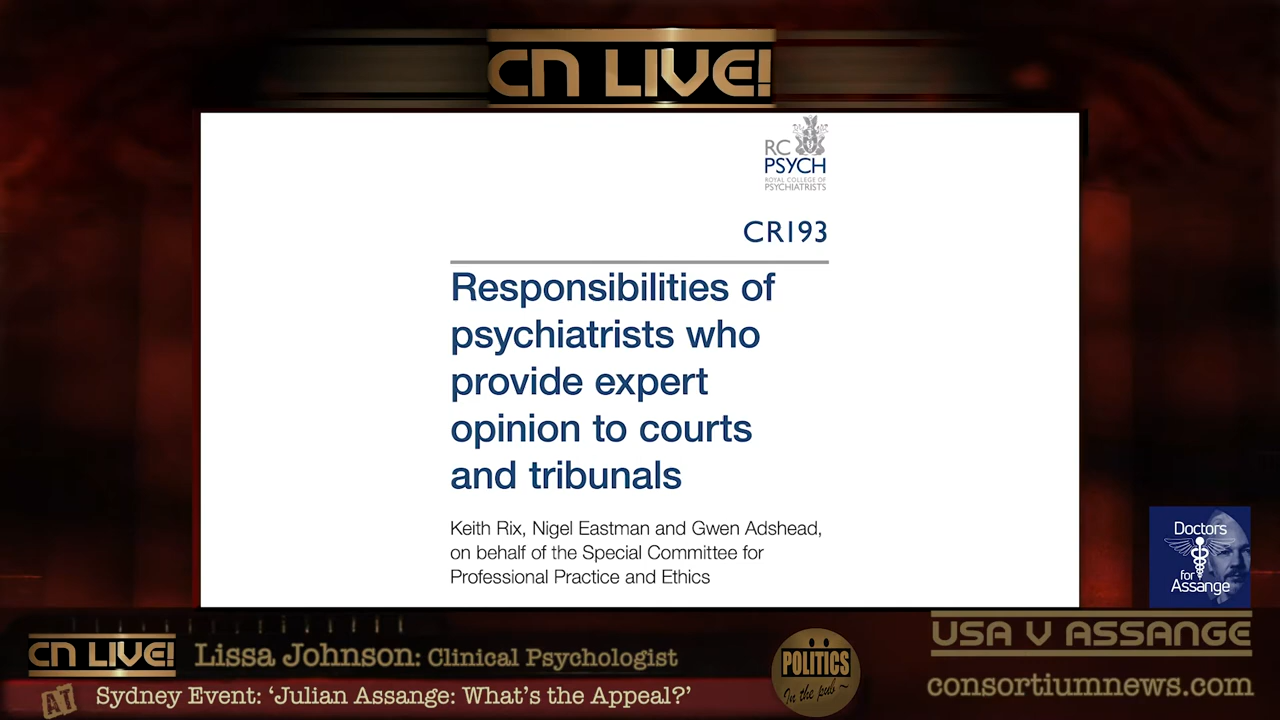 CN LIVE!
RC
PSYCH
ROYAL COLLEGE OF
PSYCHIATRISTS
CR193
Responsibilities of
psychiatrists who
provide expert
opinion to courts
and tribunals
Keith Rix, Nigel Eastman and Gwen Adshead,
on behalf of the Special Committee for
Professional Practice and Ethics
Doctors
for
Assange
CN LIVE! Lissa Johnson: Clinical Psychologist
AT Sydney Event: ‘Julian Assange: What’s the Appeal?’
POLITICS
In the pub ~
USA V ASSANGE
consortiumnews.com